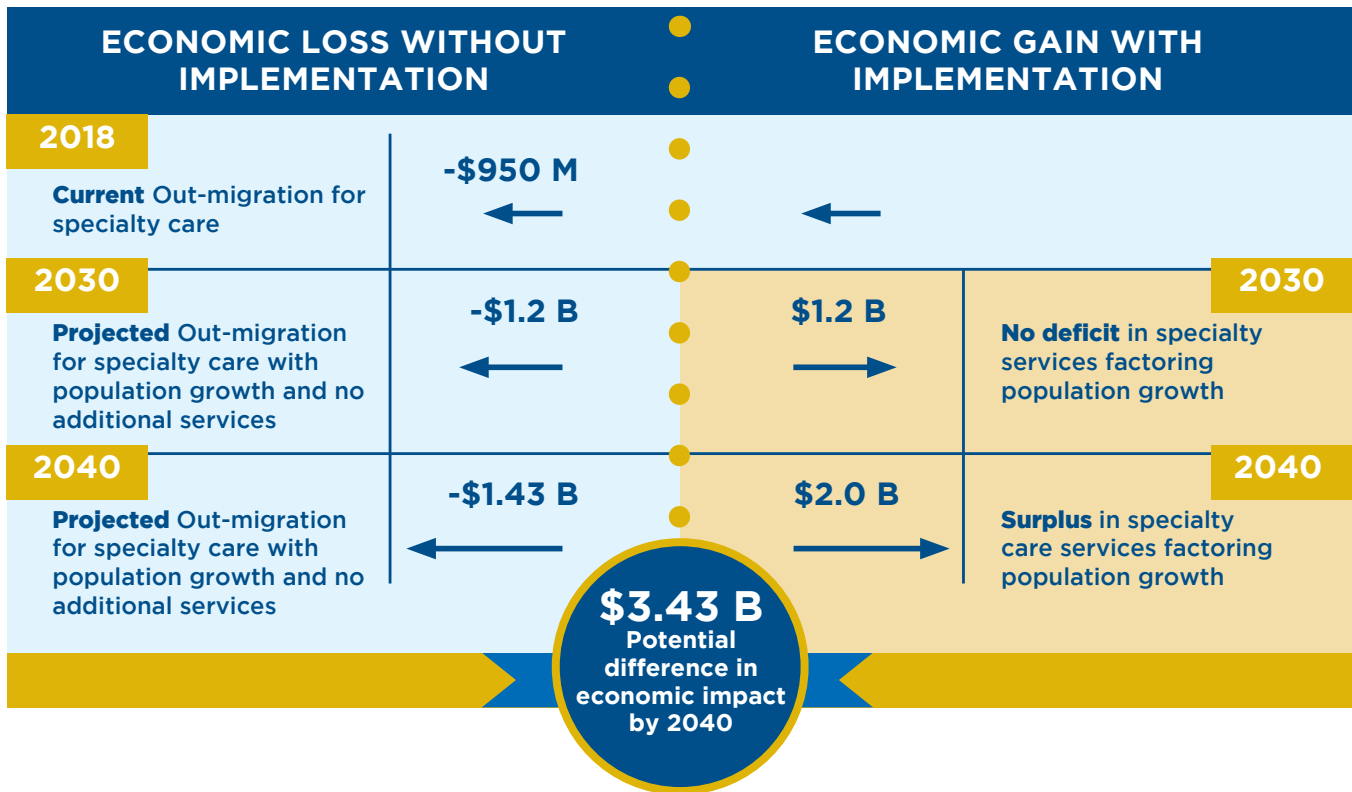 ECONOMIC LOSS WITHOUT
IMPLEMENTATION
ECONOMIC GAIN WITH
IMPLEMENTATION
2018
Current Out-migration for
specialty care
-$950 M
2030
Projected Out-migration
for specialty care with
population growth and no
additional services
-$1.2 B
$1.2 B
2030
No deficit in specialty
services factoring
population growth
2040
Projected Out-migration
for specialty care with
population growth and no
additional services
-$1.43 B
$2.0 B
2040
Surplus in specialty
care services factoring
population growth
$3.43 B
Potential
difference in
economic impact
by 2040